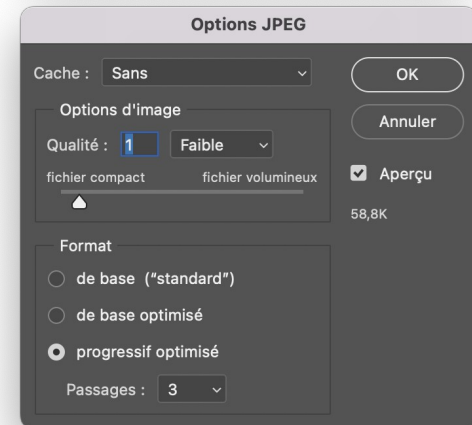 Options JPEG
Cache : Sans
OK
Options d'image
Annuler
Qualité : 1 Faible
fichier compact fichier volumineux
Aperçu
58,8K
Format
de base ("standard")
de base optimisé
progressif optimisé
Passages : 3